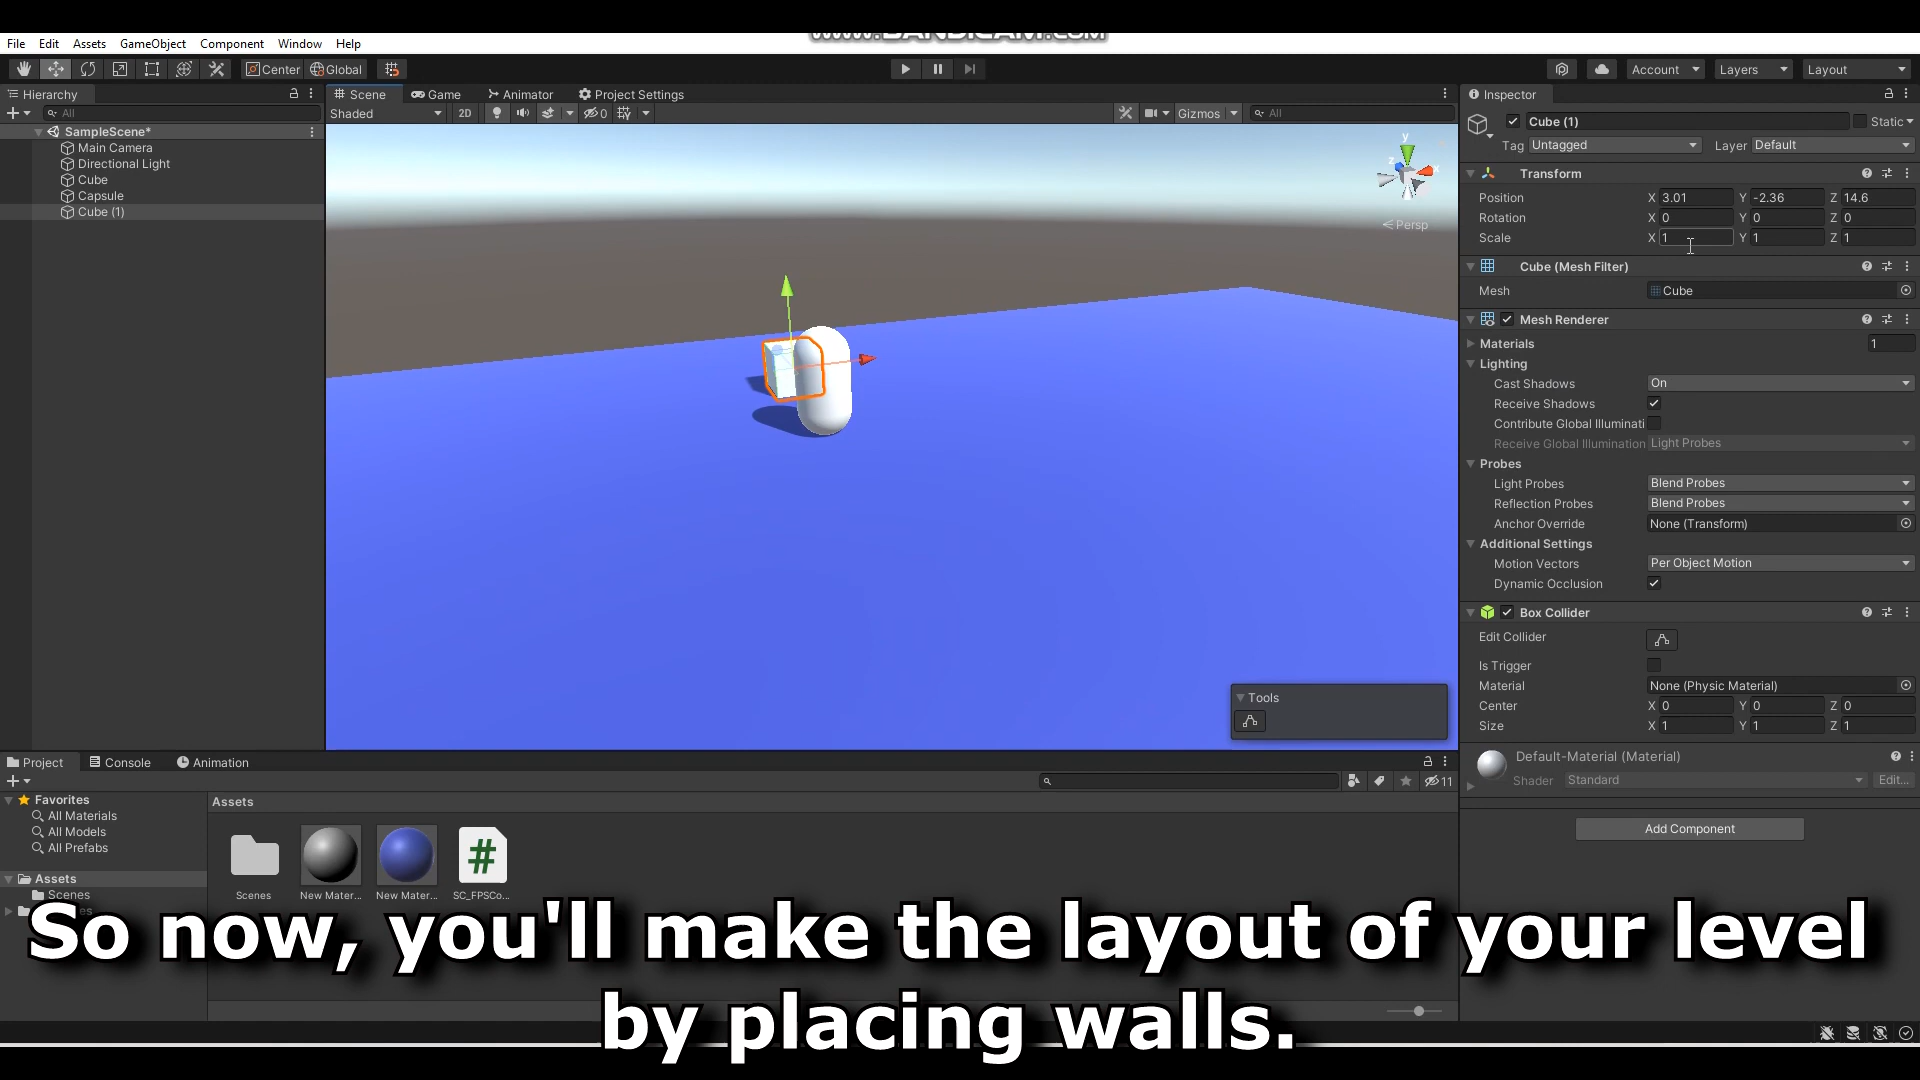 www.BANDICAM.com
File Edit Assets GameObject Component Window Help
Center Global Account Layers Layout
Hierarchy
All
SampleScene*
Main Camera
Directional Light
Cube
Capsule
Cube (1)
Scene Game Animator Project Settings
Shaded 2D 0 Gizmos All
y
z x
Persp
Tools
Inspector
Cube (1) Static
Tag Untagged Layer Default
Transform
Position X 3.01 Y -2.36 Z 14.6
Rotation X 0 Y 0 Z 0
Scale X 1 Y 1 Z 1
Cube (Mesh Filter)
Mesh Cube
Mesh Renderer
Materials 1
Lighting
Cast Shadows On
Receive Shadows
Contribute Global Illuminati
Receive Global Illumination Light Probes
Probes
Light Probes Blend Probes
Reflection Probes Blend Probes
Anchor Override None (Transform)
Additional Settings
Motion Vectors Per Object Motion
Dynamic Occlusion
Box Collider
Edit Collider
Is Trigger
Material None (Physic Material)
Center X 0 Y 0 Z 0
Size X 1 Y 1 Z 1
Default-Material (Material)
Shader Standard Edit...
Add Component
Project Console Animation
11
Favorites
All Materials
All Models
All Prefabs
Assets
Scenes
Assets
Scenes New Mater... New Mater... SC_FPSCo...
So now, you'll make the layout of your level
by placing walls.